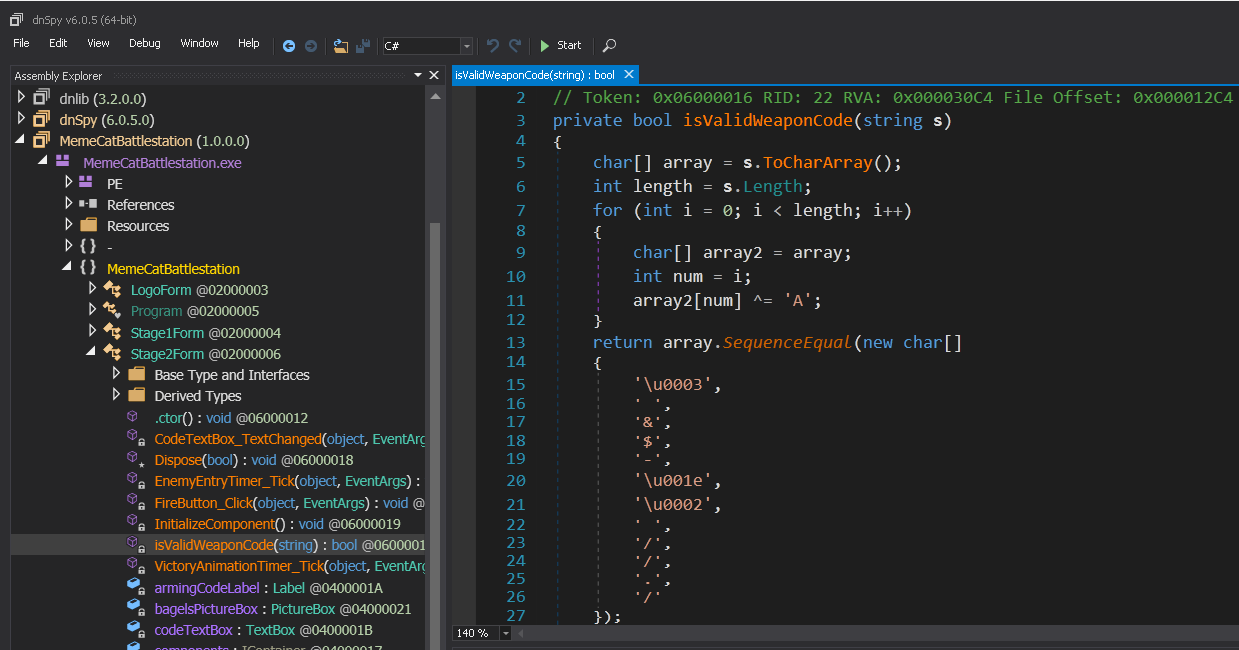 dnSpy v6.0.5 (64-bit)
File Edit View Debug Window Help C# Start
Assembly Explorer
dnlib (3.2.0.0)
dnSpy (6.0.5.0)
MemeCatBattlestation (1.0.0.0)
MemeCatBattlestation.exe
PE
References
Resources
{ } -
{ } MemeCatBattlestation
LogoForm @02000003
Program @02000005
Stage1Form @02000004
Stage2Form @02000006
Base Type and Interfaces
Derived Types
.ctor() : void @06000012
CodeTextBox_TextChanged(object, EventArg
Dispose(bool) : void @06000018
EnemyEntryTimer_Tick(object, EventArgs) :
FireButton_Click(object, EventArgs) : void @
InitializeComponent() : void @06000019
isValidWeaponCode(string) : bool @0600001
VictoryAnimationTimer_Tick(object, EventArg
armingCodeLabel : Label @0400001A
bagelsPictureBox : PictureBox @04000021
codeTextBox : TextBox @0400001B
components : IContainer @04000017
isValidWeaponCode(string) : bool
2 // Token: 0x06000016 RID: 22 RVA: 0x000030C4 File Offset: 0x000012C4
3 private bool isValidWeaponCode(string s)
4 {
5 char[] array = s.ToCharArray();
6 int length = s.Length;
7 for (int i = 0; i < length; i++)
8 {
9 char[] array2 = array;
10 int num = i;
11 array2[num] ^= 'A';
12 }
13 return array.SequenceEqual(new char[]
14 {
15 '\u0003',
16 ' ',
17 '&',
18 '$',
19 '-',
20 '\u001e',
21 '\u0002',
22 ' ',
23 '/',
24 '/',
25 '.',
26 '/'
27 });
140 %